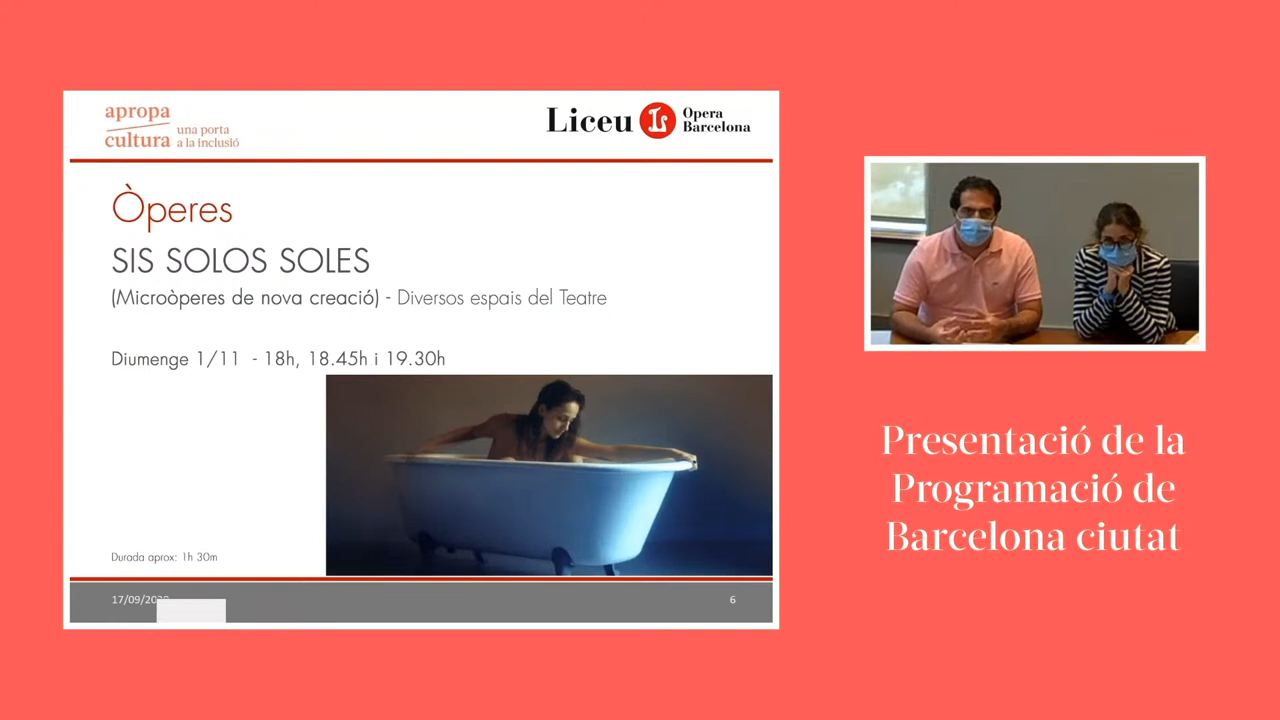 apropa
cultura
una porta
a la inclusió
Liceu
Opera
Barcelona
Òperes
SIS SOLOS SOLES
(Microòperes de nova creació) - Diversos espais del Teatre
Diumenge 1/11 - 18h, 18.45h i 19.30h
Durada aprox: 1h 30m
6
Presentació de la
Programació de
Barcelona ciutat